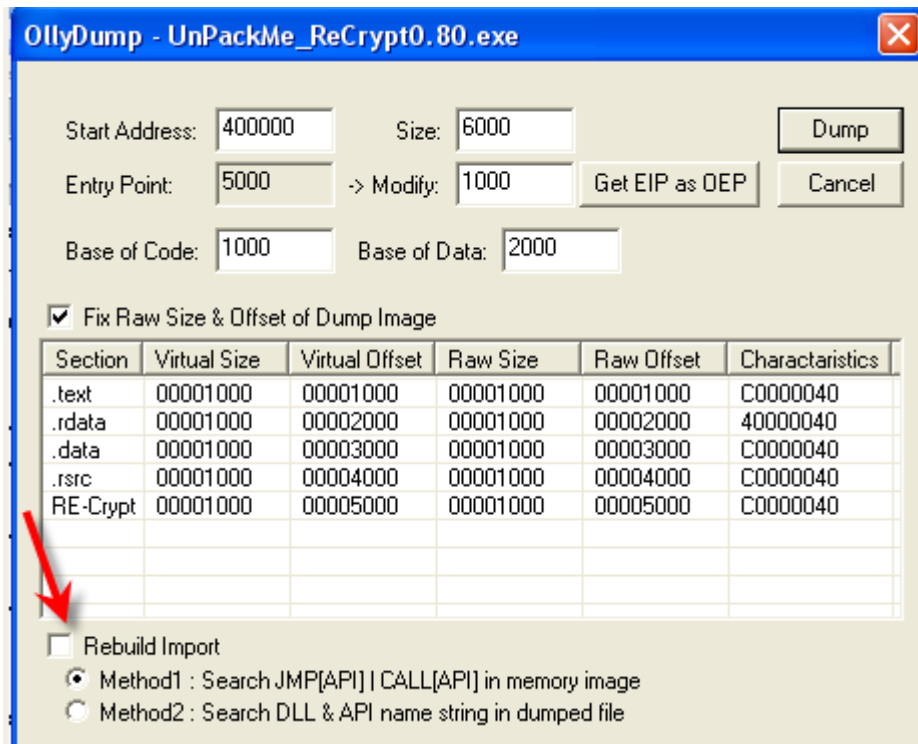 OllyDump - UnPackMe_ReCrypt0.80.exe
Start Address: 400000 Size: 6000 Dump
Entry Point: 5000 -> Modify: 1000 Get EIP as OEP Cancel
Base of Code: 1000 Base of Data: 2000
Fix Raw Size & Offset of Dump Image
Section Virtual Size Virtual Offset Raw Size Raw Offset Charactaristics
.text 00001000 00001000 00001000 00001000 C0000040
.rdata 00001000 00002000 00001000 00002000 40000040
.data 00001000 00003000 00001000 00003000 C0000040
.rsrc 00001000 00004000 00001000 00004000 C0000040
RE-Crypt 00001000 00005000 00001000 00005000 C0000040
Rebuild Import
Method1 : Search JMP[API] | CALL[API] in memory image
Method2 : Search DLL & API name string in dumped file